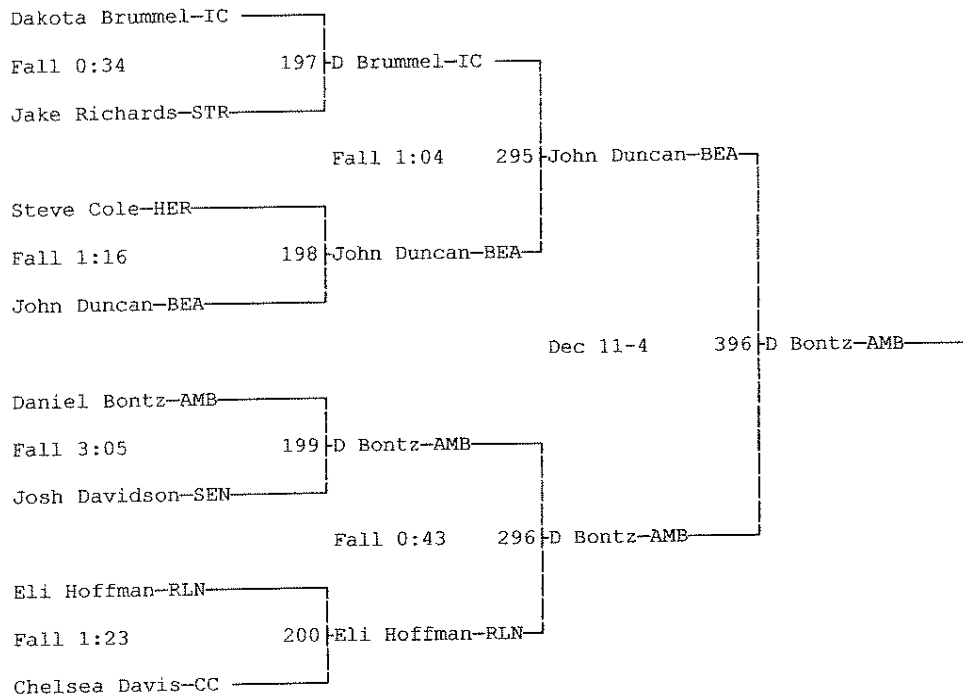 Dakota Brummel-IC
Fall 0:34 197 D Brummel-IC
Jake Richards-STR
Fall 1:04 295 John Duncan-BEA
Steve Cole-HER
Fall 1:16 198 John Duncan-BEA
John Duncan-BEA
Dec 11-4 396 D Bontz-AMB
Daniel Bontz-AMB
Fall 3:05 199 D Bontz-AMB
Josh Davidson-SEN
Fall 0:43 296 D Bontz-AMB
Eli Hoffman-RLN
Fall 1:23 200 Eli Hoffman-RLN
Chelsea Davis-CC